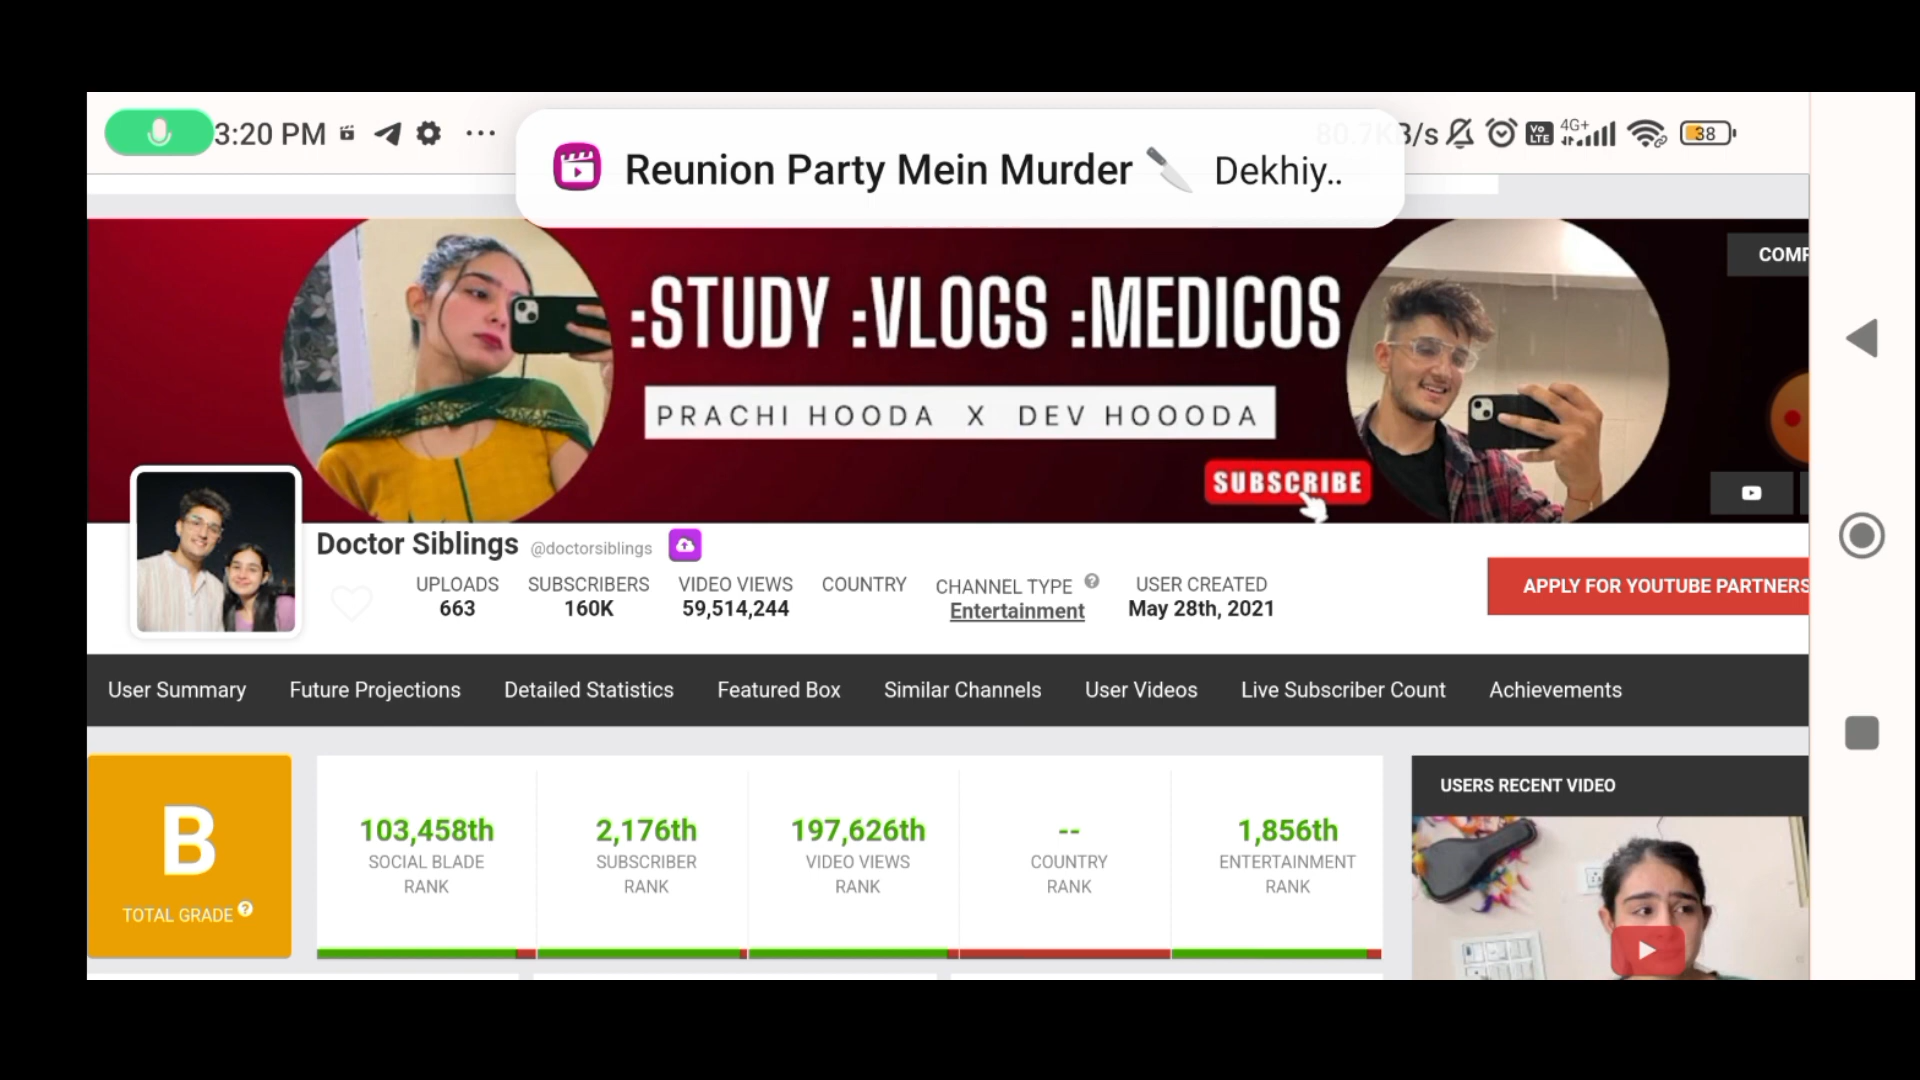 3:20 PM
Reunion Party Mein Murder 🔪 Dekhiy..
80.7KB/s
Vo LTE
4G+
38
COMP
:STUDY :VLOGS :MEDICOS
PRACHI HOODA X DEV HOOODA
SUBSCRIBE
Doctor Siblings @doctorsiblings
UPLOADS
663
SUBSCRIBERS
160K
VIDEO VIEWS
59,514,244
COUNTRY
CHANNEL TYPE ?
Entertainment
USER CREATED
May 28th, 2021
APPLY FOR YOUTUBE PARTNERS
User Summary Future Projections Detailed Statistics Featured Box Similar Channels User Videos Live Subscriber Count Achievements
B
TOTAL GRADE ?
103,458th
SOCIAL BLADE
RANK
2,176th
SUBSCRIBER
RANK
197,626th
VIDEO VIEWS
RANK
--
COUNTRY
RANK
1,856th
ENTERTAINMENT
RANK
USERS RECENT VIDEO